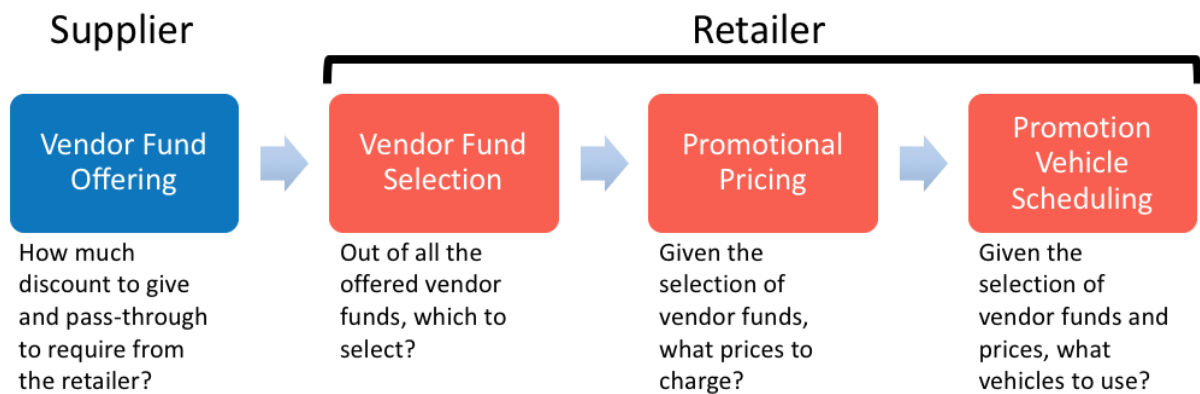 Supplier
Retailer
Vendor Fund
Offering
Vendor Fund
Selection
Promotional
Pricing
Promotion
Vehicle
Scheduling
How much
discount to give
and pass-through
to require from
the retailer?
Out of all the
offered vendor
funds, which to
select?
Given the
selection of
vendor funds,
what prices to
charge?
Given the
selection of
vendor funds and
prices, what
vehicles to use?